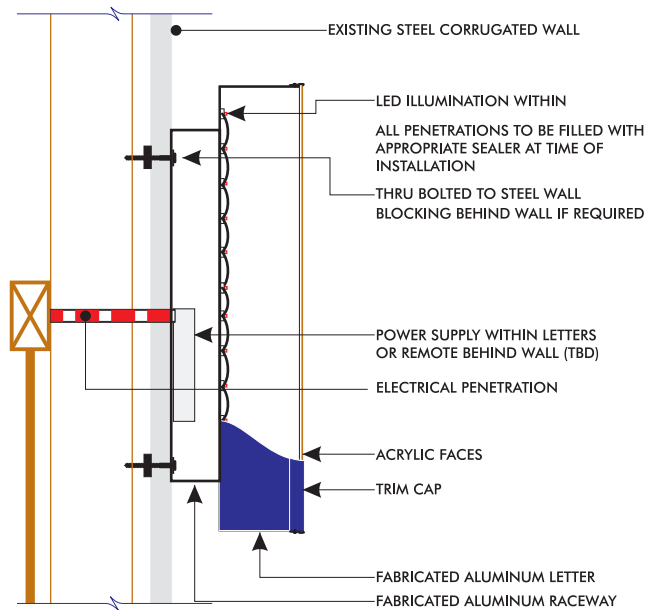 EXISTING STEEL CORRUGATED WALL
LED ILLUMINATION WITHIN
ALL PENETRATIONS TO BE FILLED WITH
APPROPRIATE SEALER AT TIME OF
INSTALLATION
THRU BOLTED TO STEEL WALL
BLOCKING BEHIND WALL IF REQUIRED
POWER SUPPLY WITHIN LETTERS
OR REMOTE BEHIND WALL (TBD)
ELECTRICAL PENETRATION
ACRYLIC FACES
TRIM CAP
FABRICATED ALUMINUM LETTER
FABRICATED ALUMINUM RACEWAY